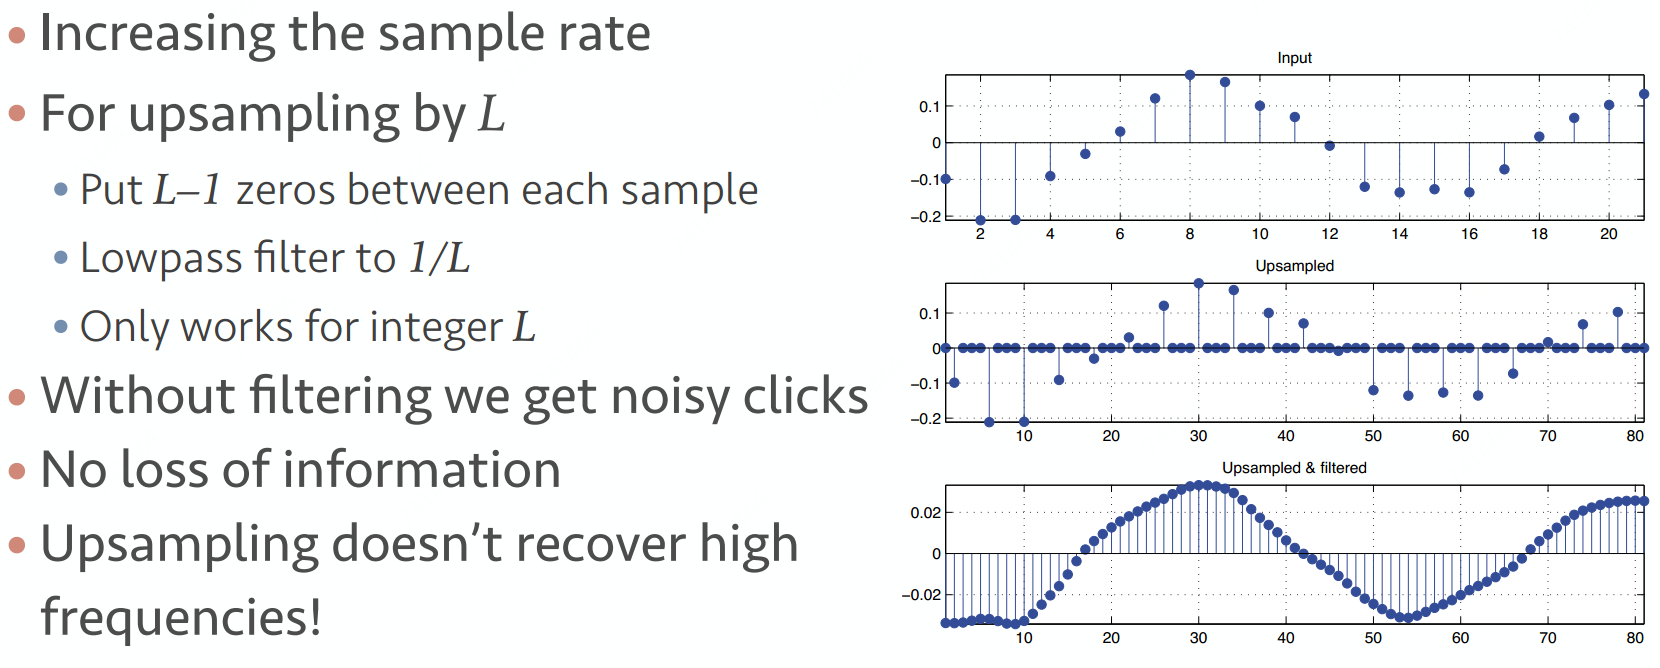 • Increasing the sample rate
• For upsampling by L
• Put L–1 zeros between each sample
• Lowpass filter to 1/L
• Only works for integer L
• Without filtering we get noisy clicks
• No loss of information
• Upsampling doesn’t recover high
frequencies!
Input
0.1
0
−0.1
−0.2
2 4 6 8 10 12 14 16 18 20
Upsampled
0.1
0
−0.1
−0.2
10 20 30 40 50 60 70 80
Upsampled & filtered
0.02
0
−0.02
10 20 30 40 50 60 70 80